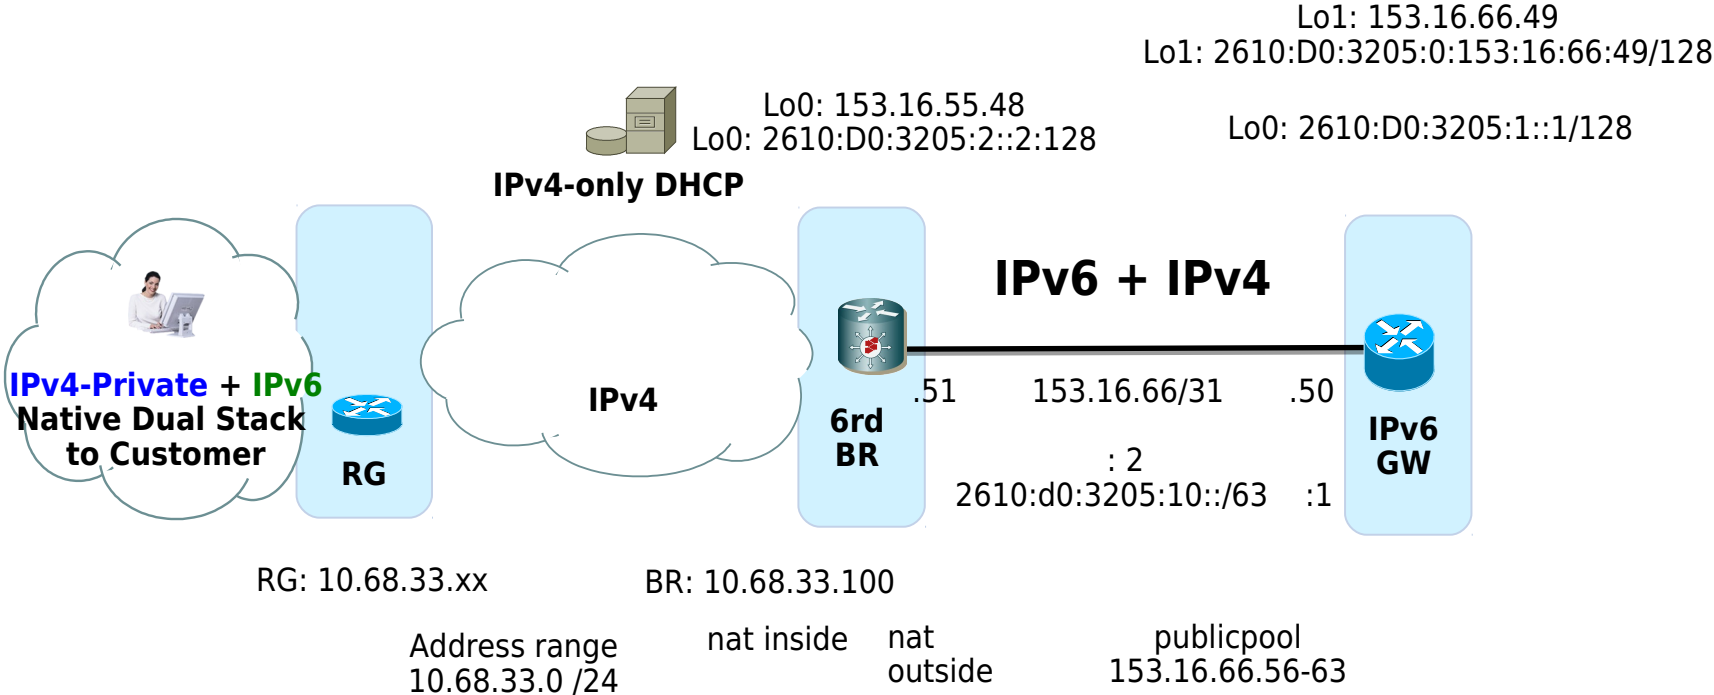 Lo1: 153.16.66.49
Lo1: 2610:D0:3205:0:153:16:66:49/128
Lo0: 153.16.55.48
Lo0: 2610:D0:3205:2::2:128
Lo0: 2610:D0:3205:1::1/128
IPv4-only DHCP
IPv6 + IPv4
IPv4-Private + IPv6
Native Dual Stack
to Customer
RG
IPv4
6rd
BR
.51 153.16.66/31 .50
IPv6
GW
: 2
2610:d0:3205:10::/63 :1
RG: 10.68.33.xx
BR: 10.68.33.100
Address range
10.68.33.0 /24
nat inside
nat
outside
publicpool
153.16.66.56-63